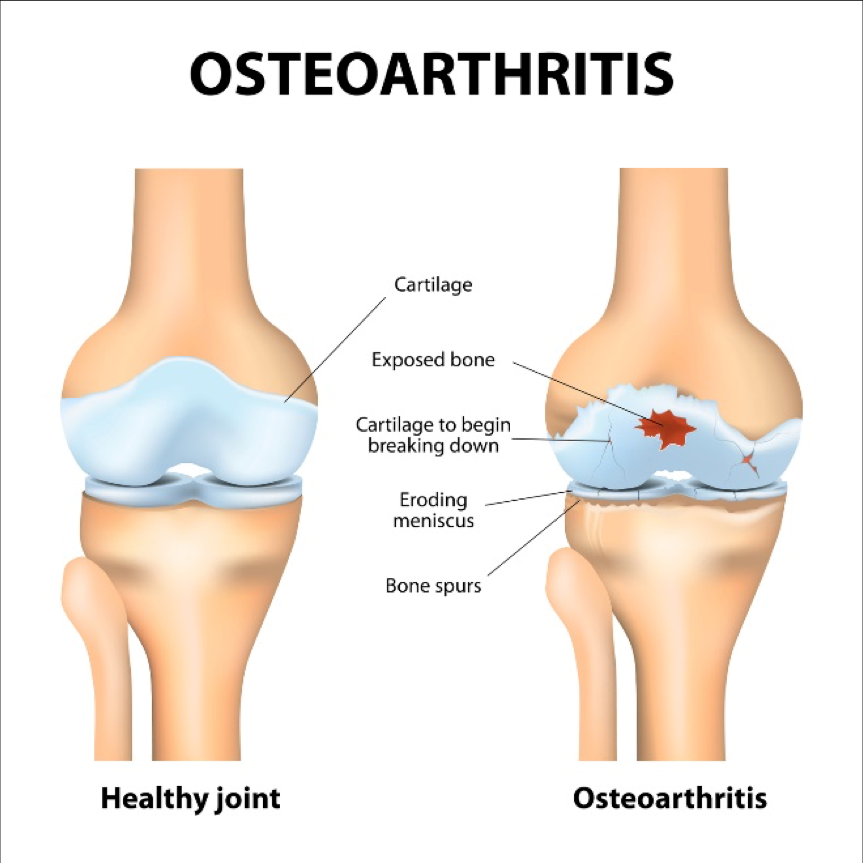 OSTEOARTHRITIS
Cartilage
Exposed bone
Cartilage to begin
breaking down
Eroding
meniscus
Bone spurs
Healthy joint
Osteoarthritis